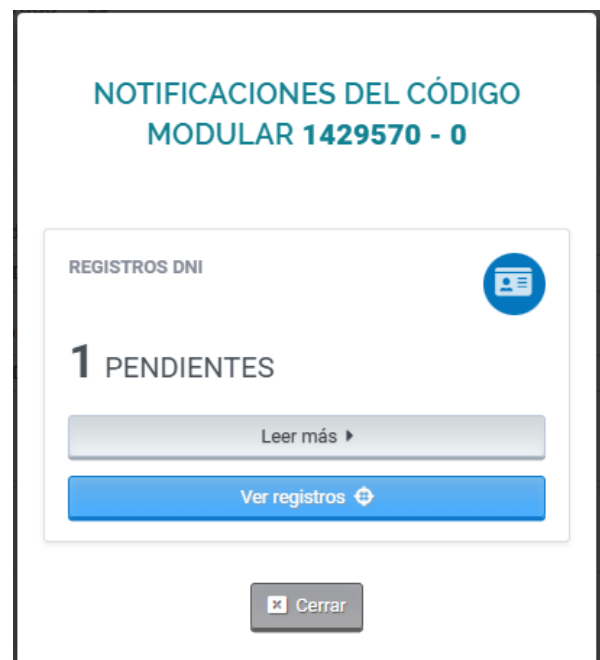 NOTIFICACIONES DEL CÓDIGO
MODULAR 1429570 - 0
REGISTROS DNI
1 PENDIENTES
Leer más
Ver registros
Cerrar